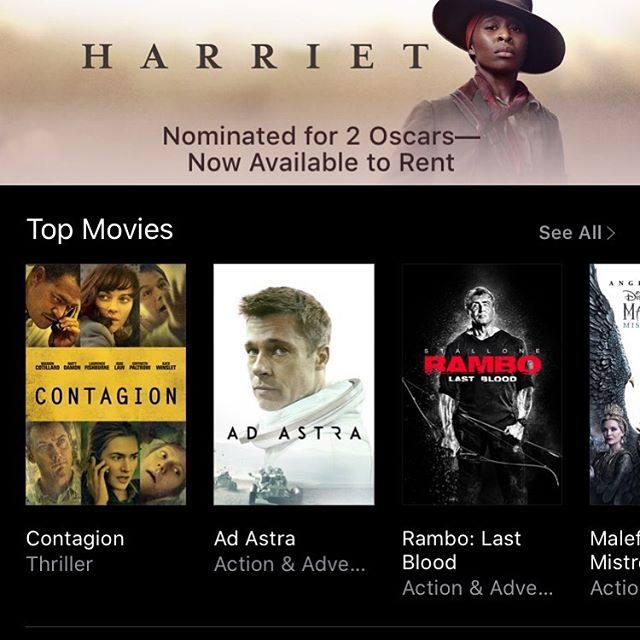 HARRIET
Nominated for 2 Oscars—
Now Available to Rent
Top Movies
See All >
MARION COTILLARD MATT DAMON LAURENCE FISHBURNE JUDE LAW GWYNETH PALTROW KATE WINSLET
CONTAGION
AD ASTRA
STALLONE
RAMBO
LAST BLOOD
ANG
Disn
MA
MIS
Contagion
Thriller
Ad Astra
Action & Adve...
Rambo: Last
Blood
Action & Adve...
Malef
Mistre
Actio